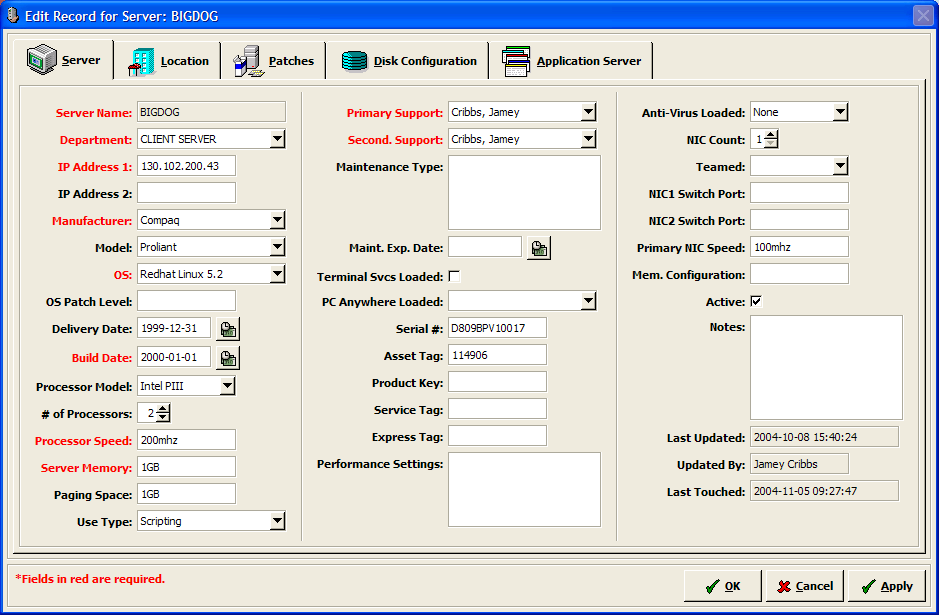 Edit Record for Server: BIGDOG
Server
Location
Patches
Disk Configuration
Application Server
Server Name: BIGDOG
Department: CLIENT SERVER
IP Address 1: 130.102.200.43
IP Address 2:
Manufacturer: Compaq
Model: Proliant
OS: Redhat Linux 5.2
OS Patch Level:
Delivery Date: 1999-12-31
Build Date: 2000-01-01
Processor Model: Intel PIII
# of Processors: 2
Processor Speed: 200mhz
Server Memory: 1GB
Paging Space: 1GB
Use Type: Scripting
Primary Support: Cribbs, Jamey
Second. Support: Cribbs, Jamey
Maintenance Type:
Maint. Exp. Date:
Terminal Svcs Loaded:
PC Anywhere Loaded:
Serial #: D809BPV10017
Asset Tag: 114906
Product Key:
Service Tag:
Express Tag:
Performance Settings:
Anti-Virus Loaded: None
NIC Count: 1
Teamed:
NIC1 Switch Port:
NIC2 Switch Port:
Primary NIC Speed: 100mhz
Mem. Configuration:
Active:
Notes:
Last Updated: 2004-10-08 15:40:24
Updated By: Jamey Cribbs
Last Touched: 2004-11-05 09:27:47
*Fields in red are required.
OK
Cancel
Apply